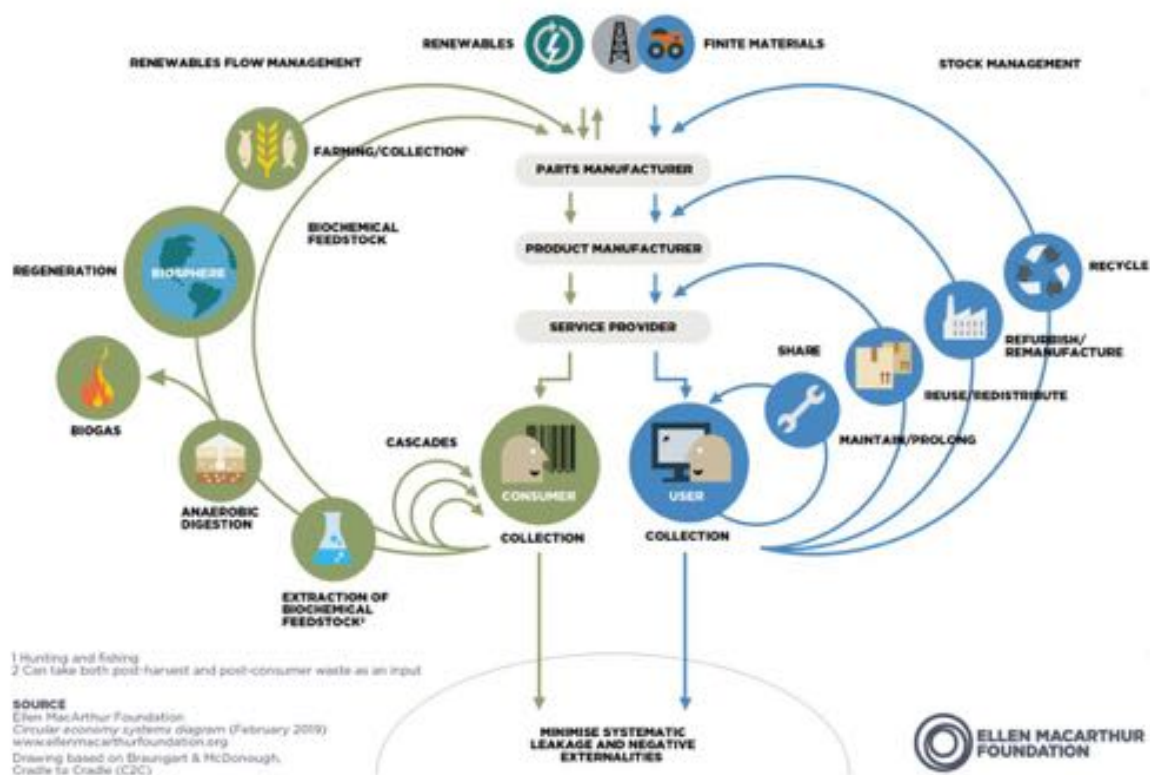 RENEWABLES
FINITE MATERIALS
RENEWABLES FLOW MANAGEMENT
STOCK MANAGEMENT
FARMING/COLLECTION¹
PARTS MANUFACTURER
BIOCHEMICAL
FEEDSTOCK
PRODUCT MANUFACTURER
REGENERATION
BIOSPHERE
RECYCLE
SERVICE PROVIDER
SHARE
REFURBISH/
REMANUFACTURE
REUSE/REDISTRIBUTE
BIOGAS
CASCADES
MAINTAIN/PROLONG
CONSUMER
USER
ANAEROBIC
DIGESTION
COLLECTION
COLLECTION
EXTRACTION OF
BIOCHEMICAL
FEEDSTOCK²
1 Hunting and fishing
2 Can take both post-harvest and post-consumer waste as an input
SOURCE
Ellen MacArthur Foundation
Circular economy systems diagram (February 2019)
www.ellenmacarthurfoundation.org
Drawing based on Braungart & McDonough,
Cradle to Cradle (C2C)
MINIMISE SYSTEMATIC
LEAKAGE AND NEGATIVE
EXTERNALITIES
ELLEN MACARTHUR
FOUNDATION